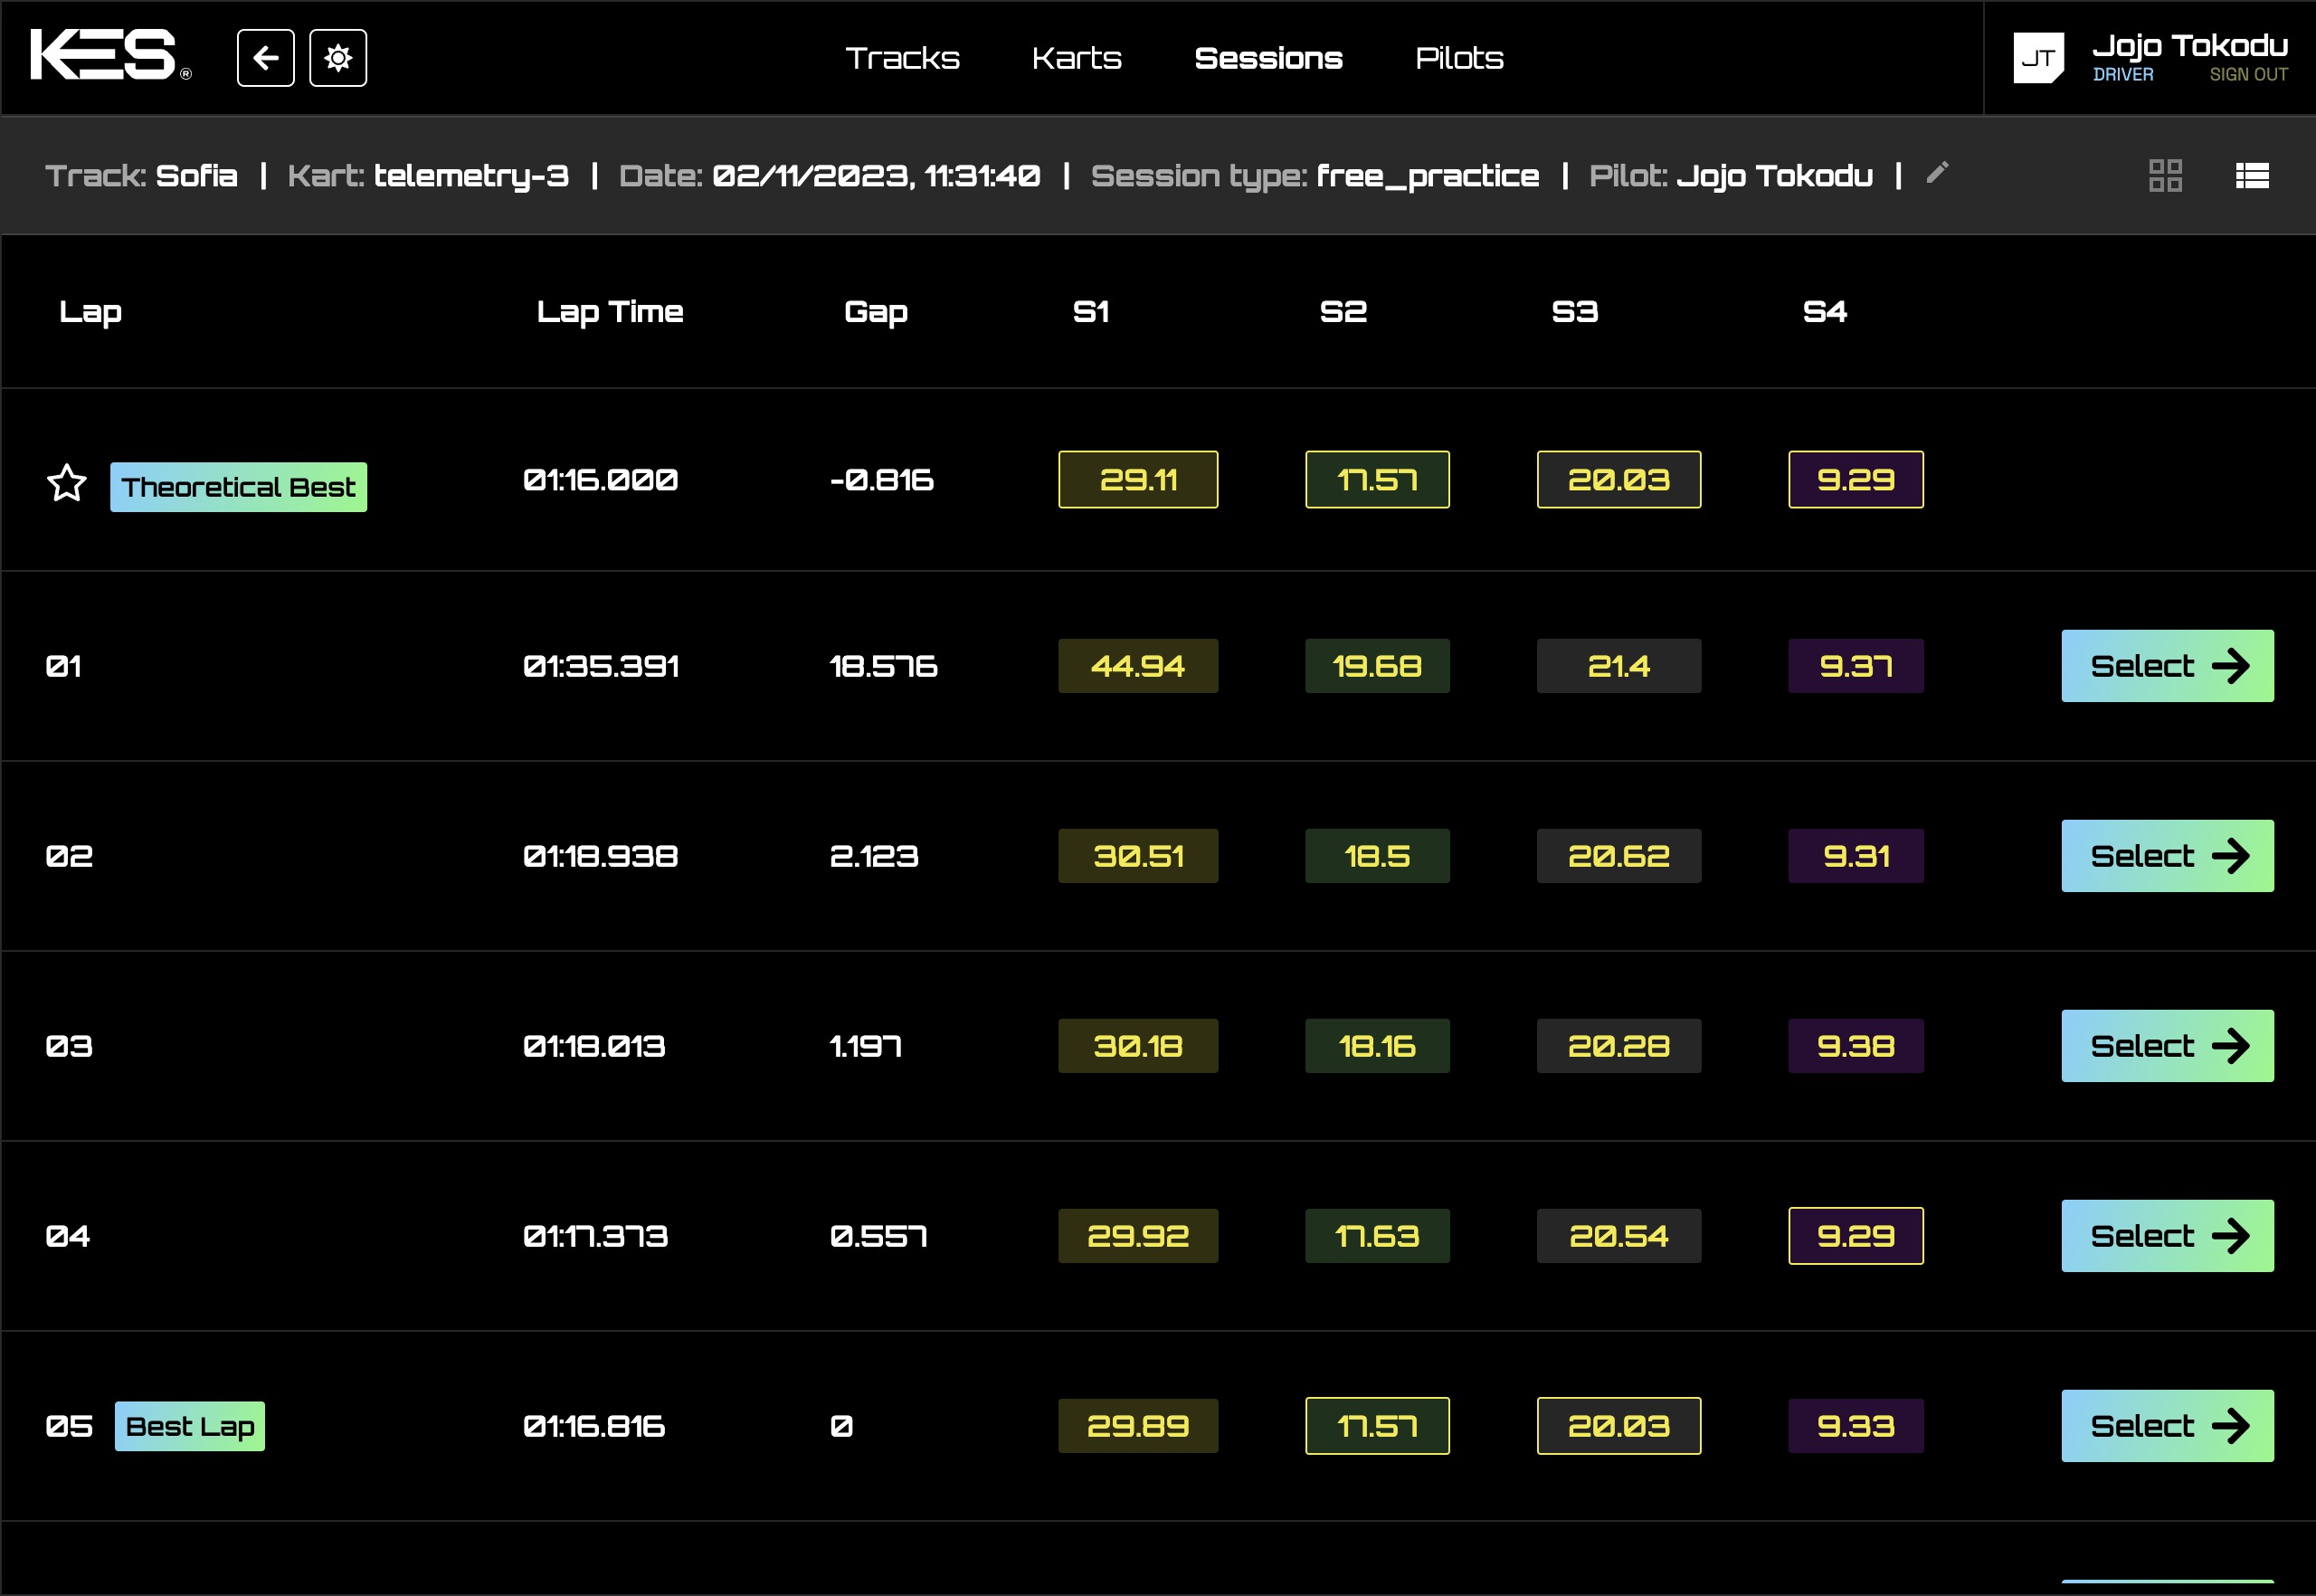 KES ®
Tracks Karts Sessions Pilots
JT Jojo Tokodu
DRIVER SIGN OUT
Track: Sofia | Kart: telemetry-3 | Date: 02/11/2023, 11:31:40 | Session type: free_practice | Pilot: Jojo Tokodu |
Lap Lap Time Gap S1 S2 S3 S4
Theoretical Best 01:16.000 -0.816 29.11 17.57 20.03 9.29
01 01:35.391 18.576 44.94 19.68 21.4 9.37 Select
02 01:18.938 2.123 30.51 18.5 20.62 9.31 Select
03 01:18.013 1.197 30.18 18.16 20.28 9.38 Select
04 01:17.373 0.557 29.92 17.63 20.54 9.29 Select
05 Best Lap 01:16.816 0 29.89 17.57 20.03 9.33 Select